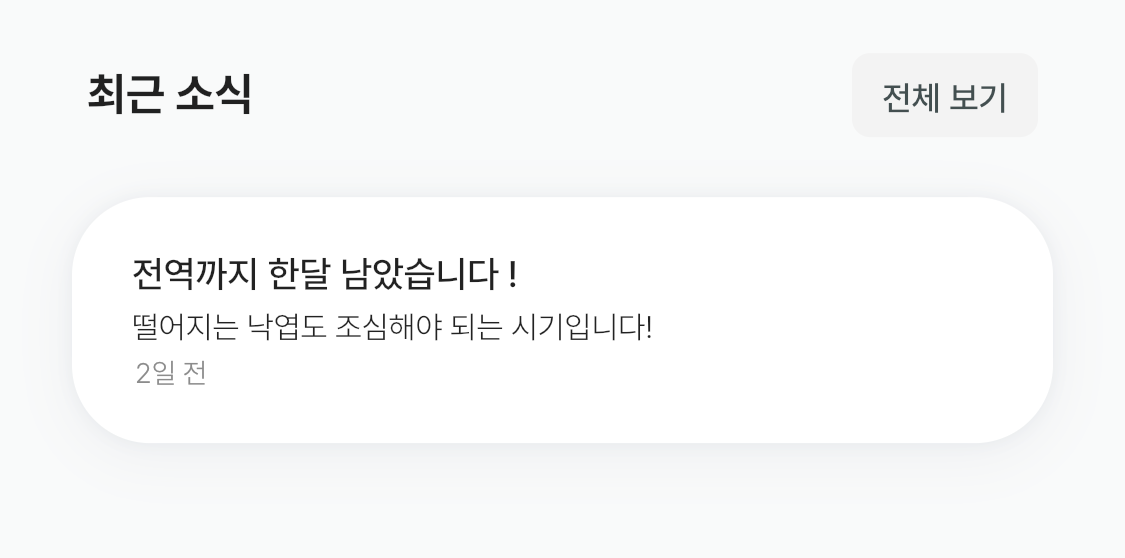 최근 소식
전체 보기
전역까지 한달 남았습니다 !
떨어지는 낙엽도 조심해야 되는 시기입니다!
2일 전